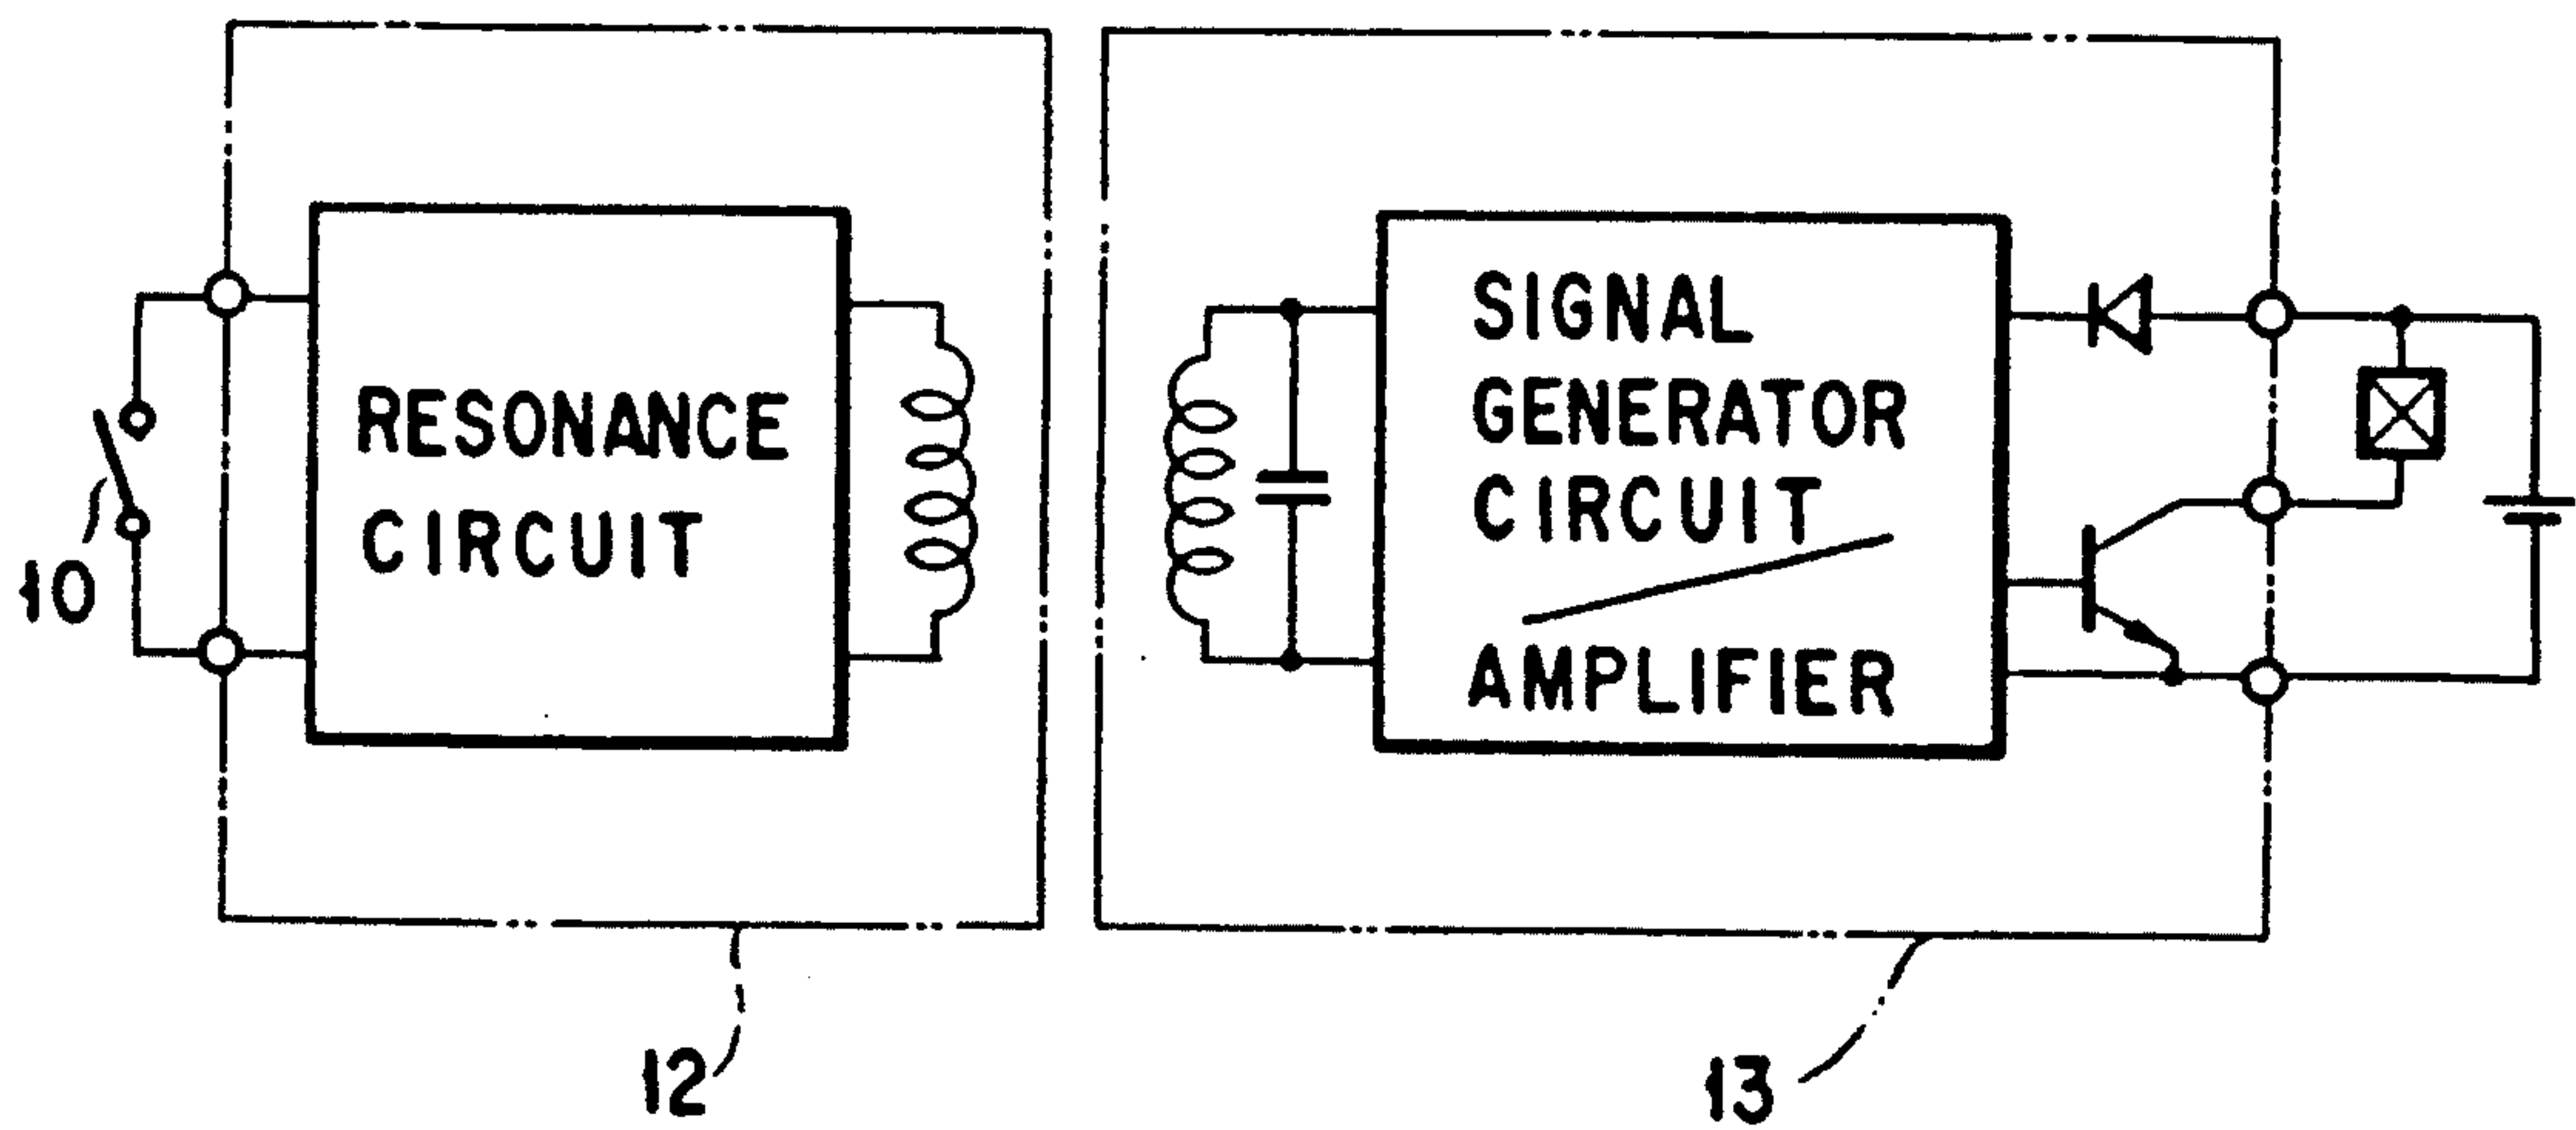 RESONANCE
CIRCUIT
SIGNAL
GENERATOR
CIRCUIT
AMPLIFIER
10
12
13